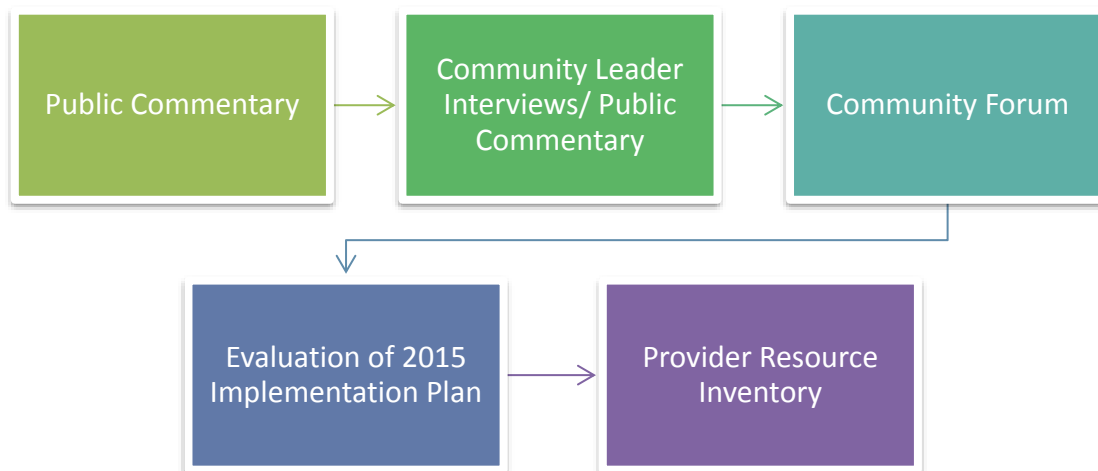 Public Commentary
Community Leader
Interviews/ Public
Commentary
Community Forum
Evaluation of 2015
Implementation Plan
Provider Resource
Inventory